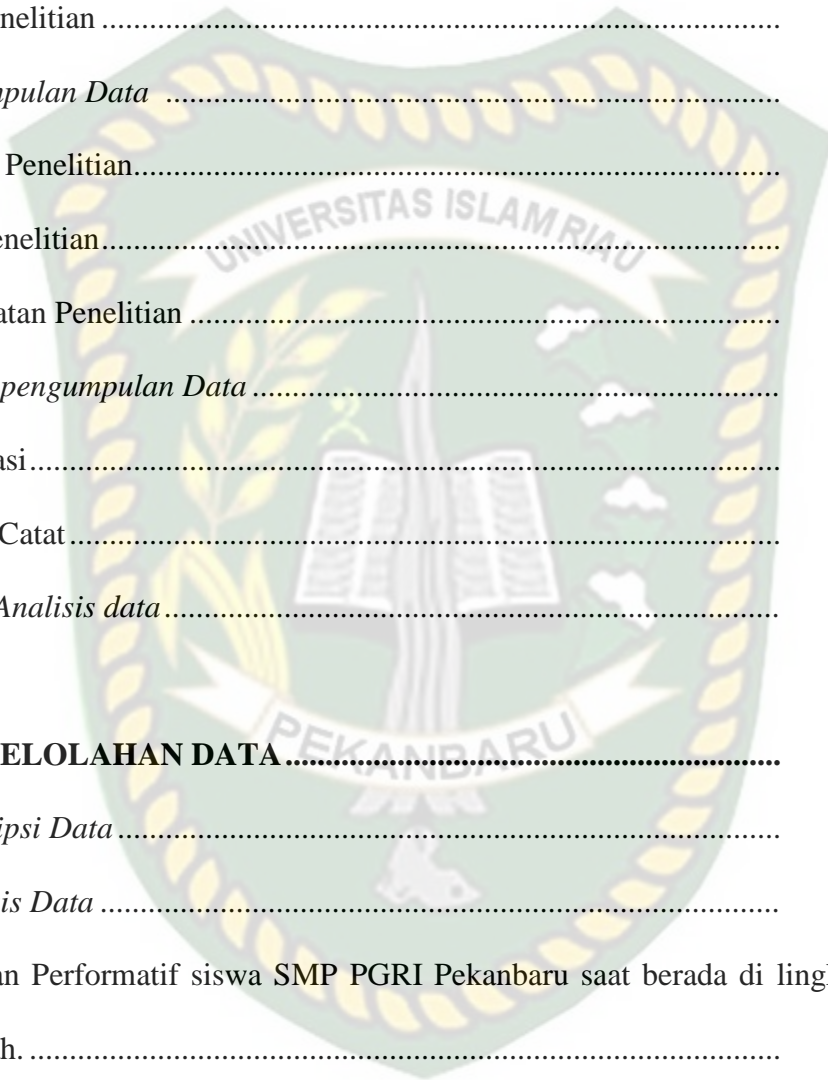 nelitian ....................................................................................
mpulan Data ............................................................................
Penelitian................................................................................
UNIVERSITAS ISLAM RIAU
enelitian....................................................................................
atan Penelitian .........................................................................
pengumpulan Data .................................................................
asi.............................................................................................
Catat ........................................................................................
Analisis data.............................................................................
PEKANBARU
ELOLAHAN DATA..............................................................
ipsi Data ..................................................................................
is Data .....................................................................................
an Performatif siswa SMP PGRI Pekanbaru saat berada di lingk
h. .............................................................................................